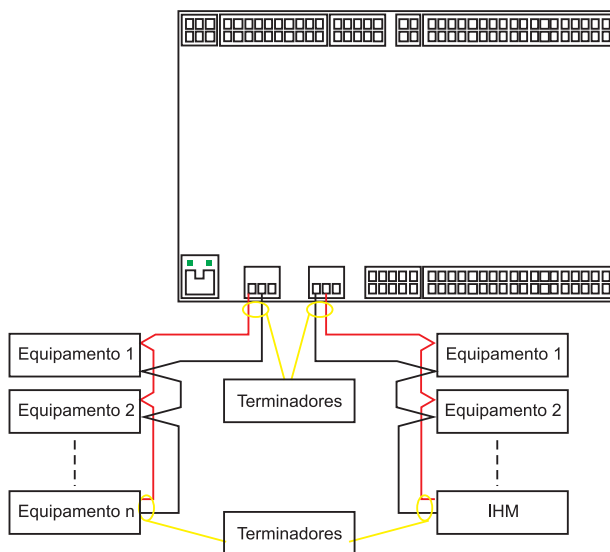 Equipamento 1
Equipamento 1
Equipamento 2
Terminadores
Equipamento 2
Equipamento n
Terminadores
IHM